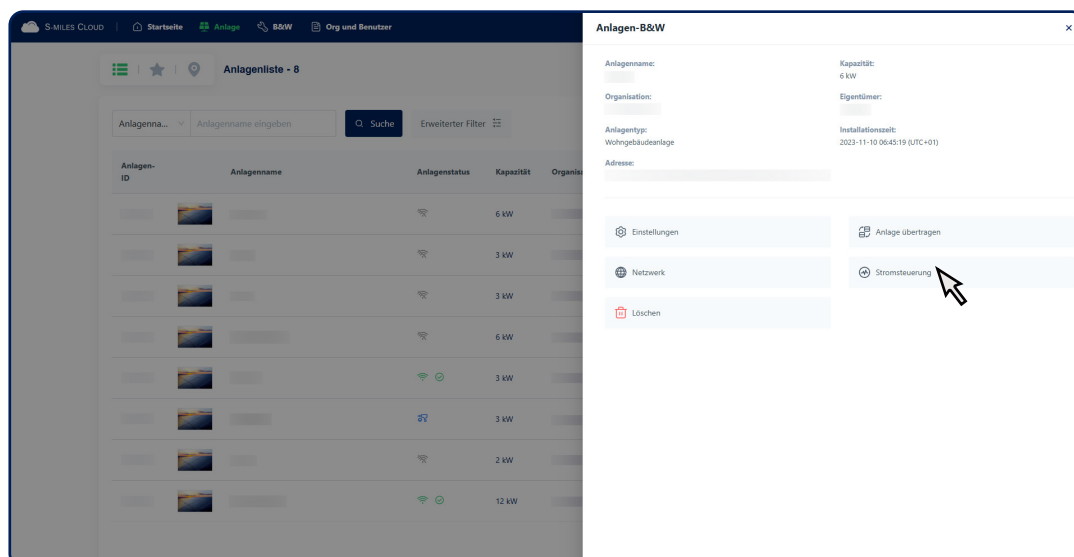 S-MILES CLOUD
Startseite
Anlage
B&W
Org und Benutzer
Anlagenliste - 8
Anlagenna...
Anlagenname eingeben
Suche
Erweiterter Filter
Anlagen-
ID
Anlagenname
Anlagenstatus
Kapazität
Organisa
6 kW
3 kW
3 kW
6 kW
3 kW
3 kW
2 kW
12 kW
Anlagen-B&W
Anlagenname:
Kapazität:
6 kW
Organisation:
Eigentümer:
Anlagentyp:
Installationszeit:
Wohngebäudeanlage
2023-11-10 06:45:19 (UTC+01)
Adresse:
Einstellungen
Anlage übertragen
Netzwerk
Stromsteuerung
Löschen